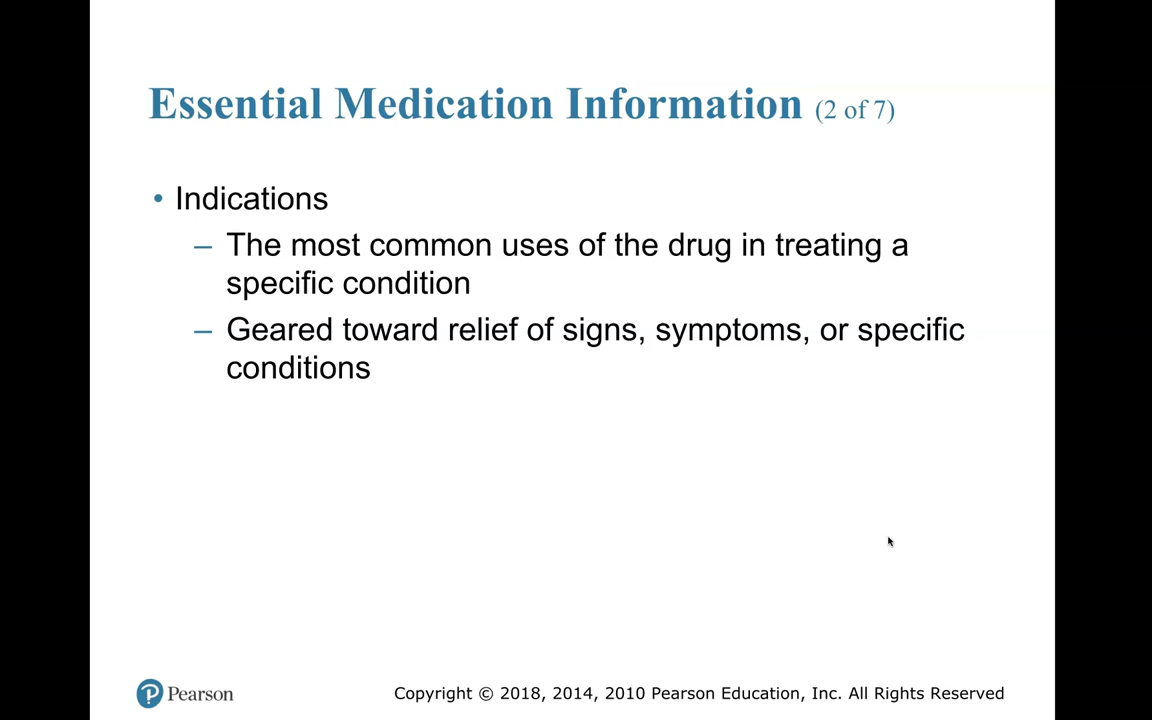 Essential Medication Information (2 of 7)
• Indications
– The most common uses of the drug in treating a
specific condition
– Geared toward relief of signs, symptoms, or specific
conditions
Pearson
Copyright © 2018, 2014, 2010 Pearson Education, Inc. All Rights Reserved